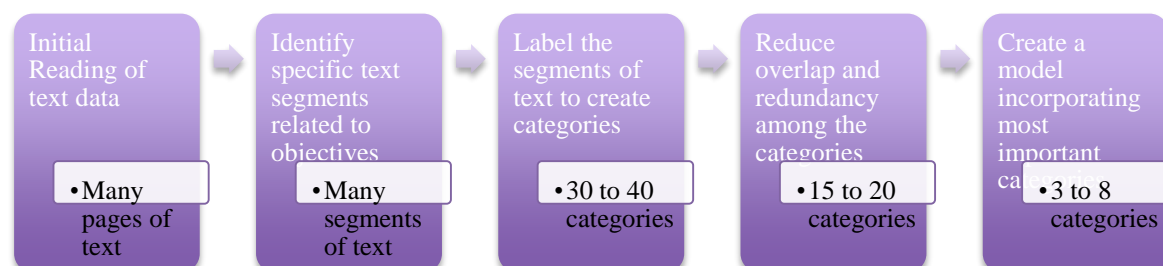 Initial
Reading of
text data
•Many
pages of
text
Identify
specific text
segments
related to
objectives
•Many
segments
of text
Label the
segments of
text to create
categories
•30 to 40
categories
Reduce
overlap and
redundancy
among the
categories
•15 to 20
categories
Create a
model
incorporating
most
important
categories
•3 to 8
categories